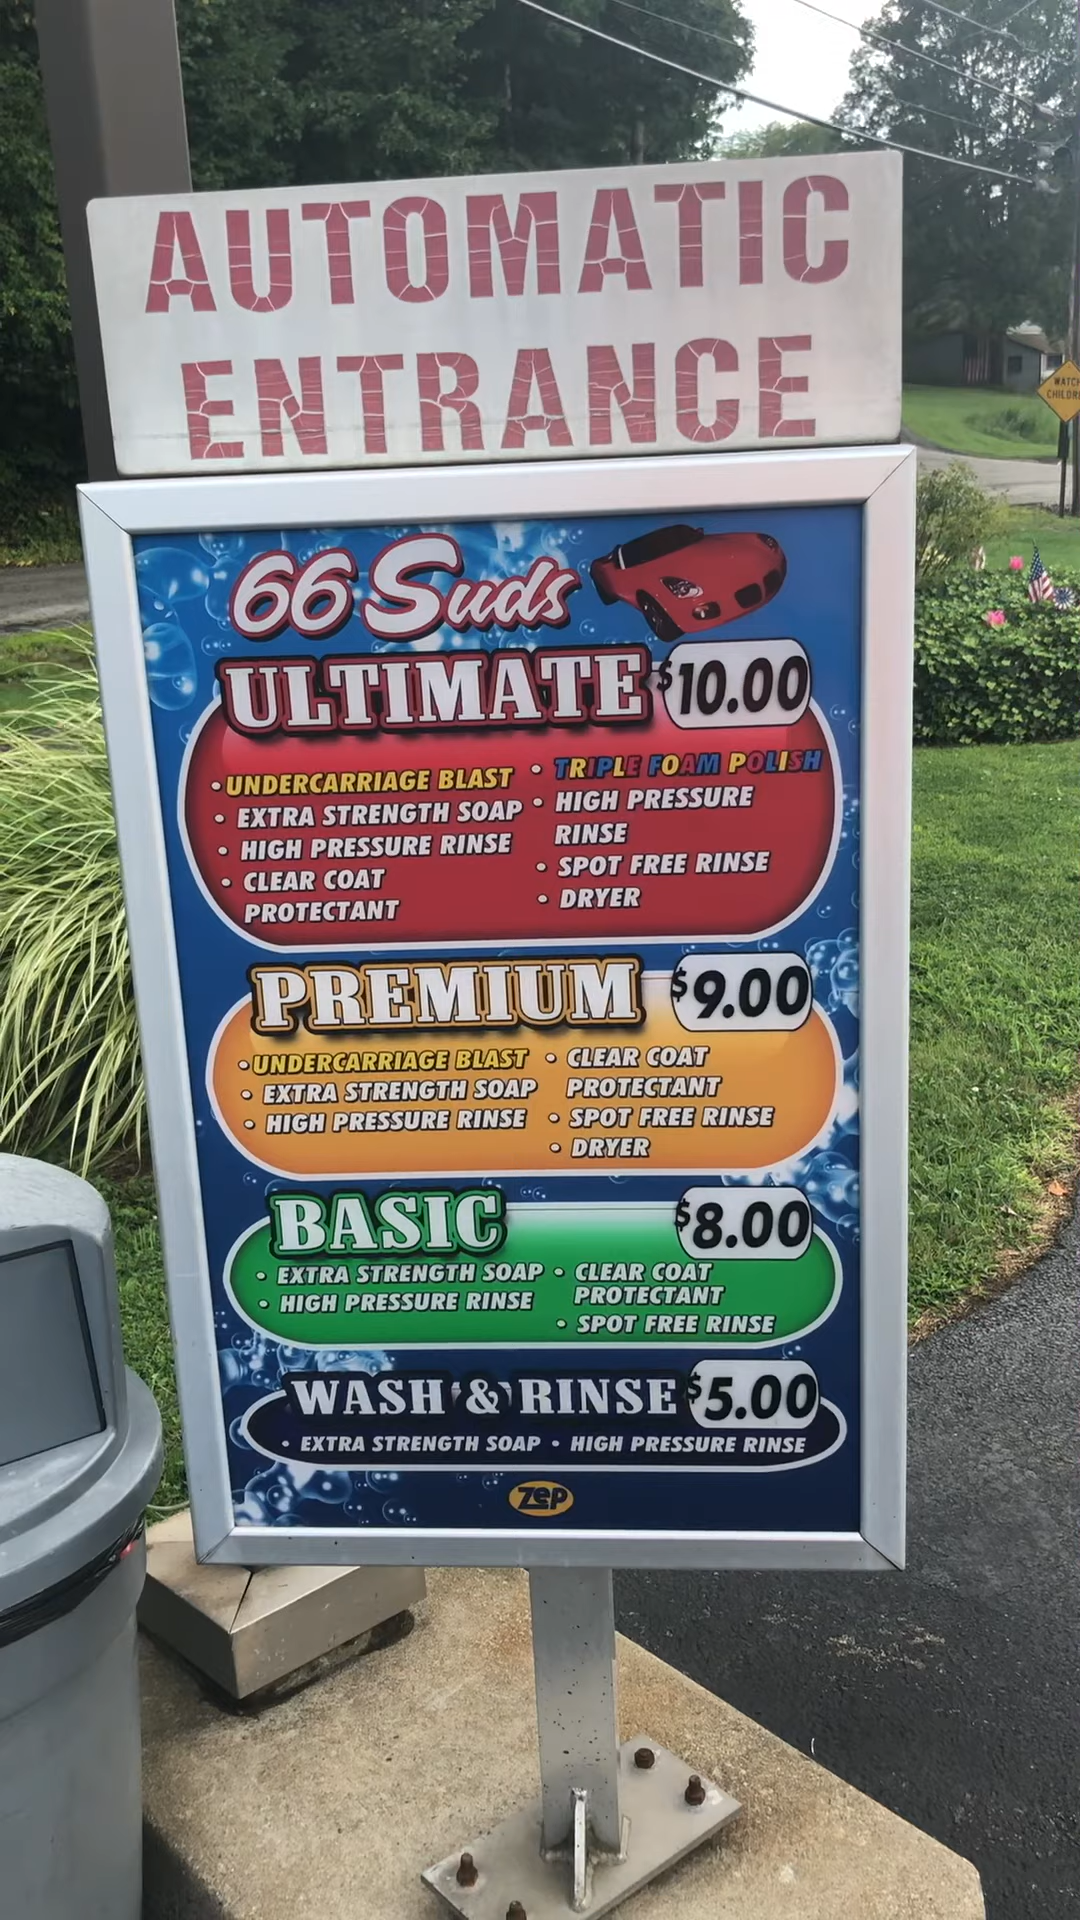 AUTOMATIC
ENTRANCE
WATCH
CHILDREN
66 Suds
ULTIMATE $10.00
• UNDERCARRIAGE BLAST
• EXTRA STRENGTH SOAP
• HIGH PRESSURE RINSE
• CLEAR COAT
PROTECTANT
• TRIPLE FOAM POLISH
• HIGH PRESSURE
RINSE
• SPOT FREE RINSE
• DRYER
PREMIUM $9.00
• UNDERCARRIAGE BLAST
• EXTRA STRENGTH SOAP
• HIGH PRESSURE RINSE
• CLEAR COAT
PROTECTANT
• SPOT FREE RINSE
• DRYER
BASIC $8.00
• EXTRA STRENGTH SOAP
• HIGH PRESSURE RINSE
• CLEAR COAT
PROTECTANT
• SPOT FREE RINSE
WASH & RINSE $5.00
• EXTRA STRENGTH SOAP • HIGH PRESSURE RINSE
Zep